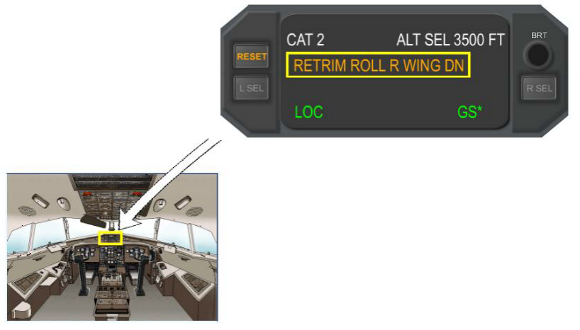 BRT
CAT 2 ALT SEL 3500 FT
RESET
RETRIM ROLL R WING DN
L SEL
R SEL
LOC GS*